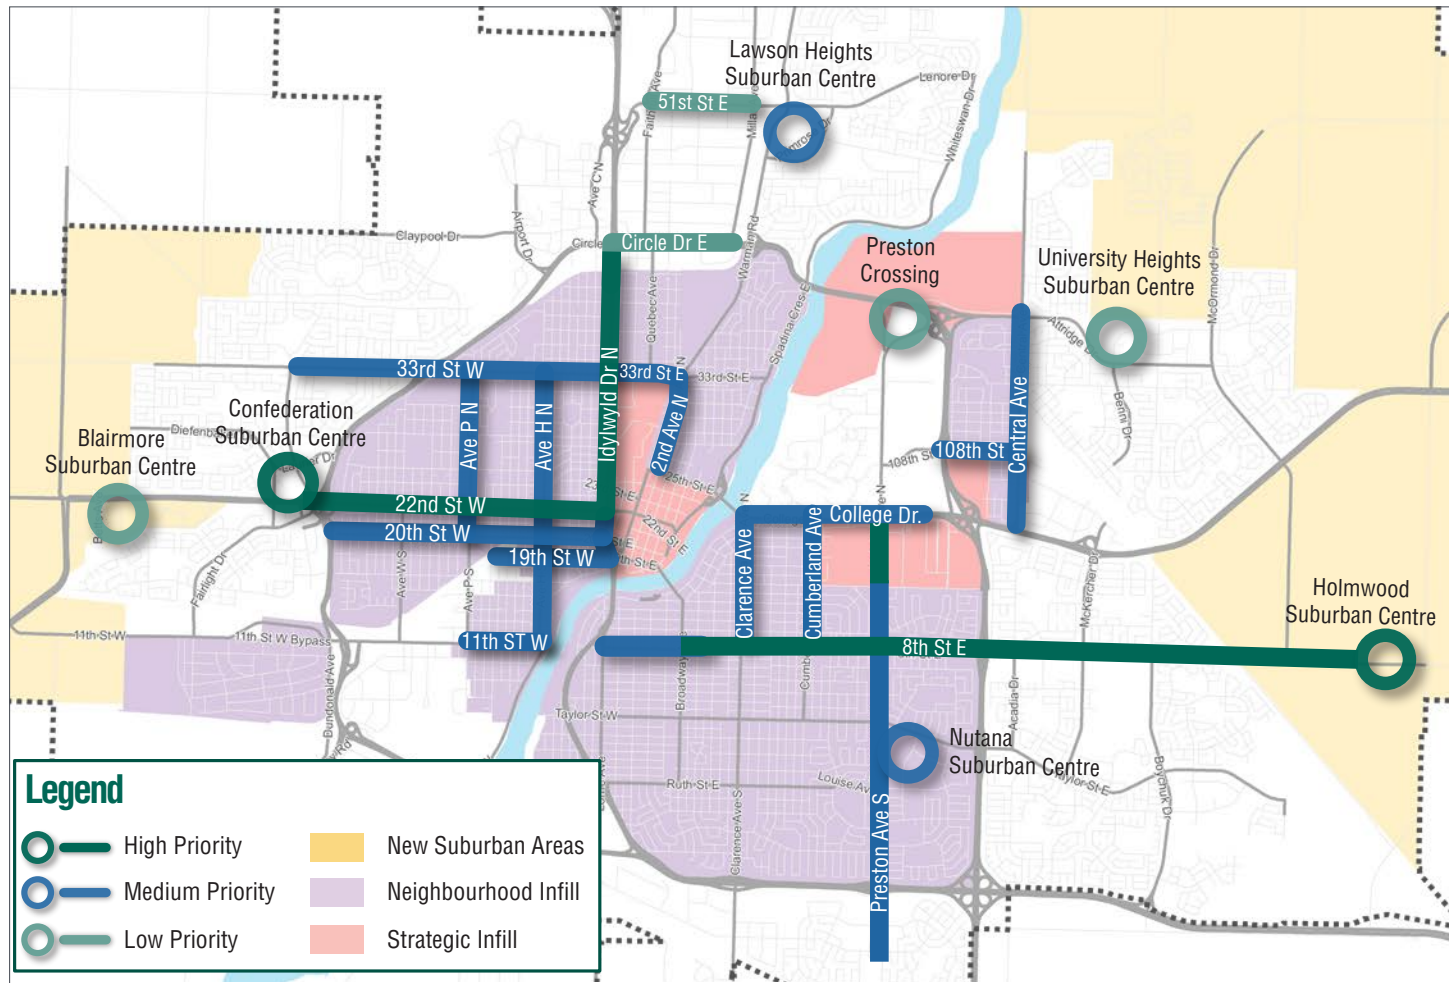 Lawson Heights
Suburban Centre
Lenore Dr
51st St E
Whiteswan Dr
Ave C N
Airport Dr
Claypool Dr
Circle Dr E
Warman Rd
Preston
Crossing
University Heights
Suburban Centre
McOrmond Dr
Quebec Ave
Spadina Cres E
Attridge
33rd St W
33rd St E
33rd St E
Idylwyld Dr N
2nd Ave N
Ave P N
Ave H N
Central Ave
Benni Dr
Confederation
Suburban Centre
Blairmore
Suburban Centre
108th St
108th St
22nd St W
25th St E
22nd St E
20th St W
19th St W
College Dr.
Clarence Ave
Cumberland Ave
McKercher Dr
Fairlight Dr
Ave W S
Ave P S
Holmwood
Suburban Centre
11th St W
11th St W Bypass
11th ST W
8th St E
Broadway
Dundonald Ave
Acadia Dr
Taylor St W
Nutana
Suburban Centre
Taylor St E
Boychuk Dr
Ruth St E
Louise Ave
Clarence Ave S
Preston Ave S
Legend
High Priority
New Suburban Areas
Medium Priority
Neighbourhood Infill
Low Priority
Strategic Infill